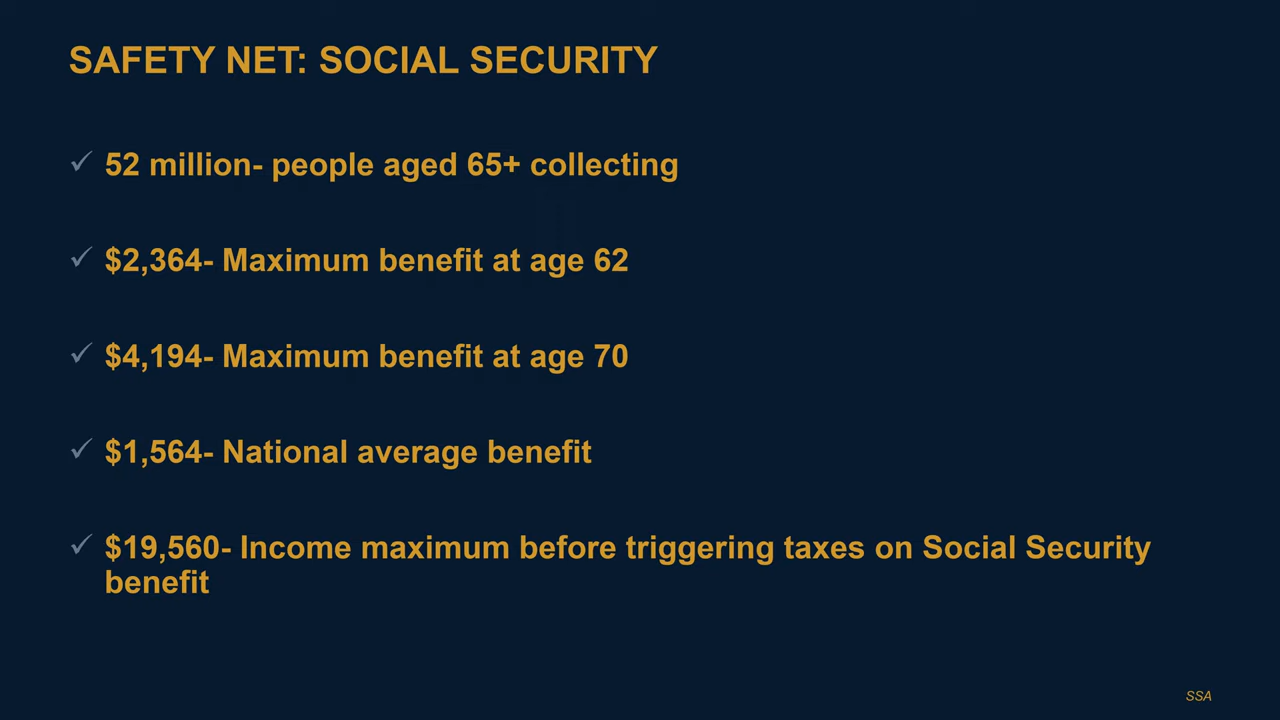 SAFETY NET: SOCIAL SECURITY
52 million- people aged 65+ collecting
$2,364- Maximum benefit at age 62
$4,194- Maximum benefit at age 70
$1,564- National average benefit
$19,560- Income maximum before triggering taxes on Social Security
benefit
SSA